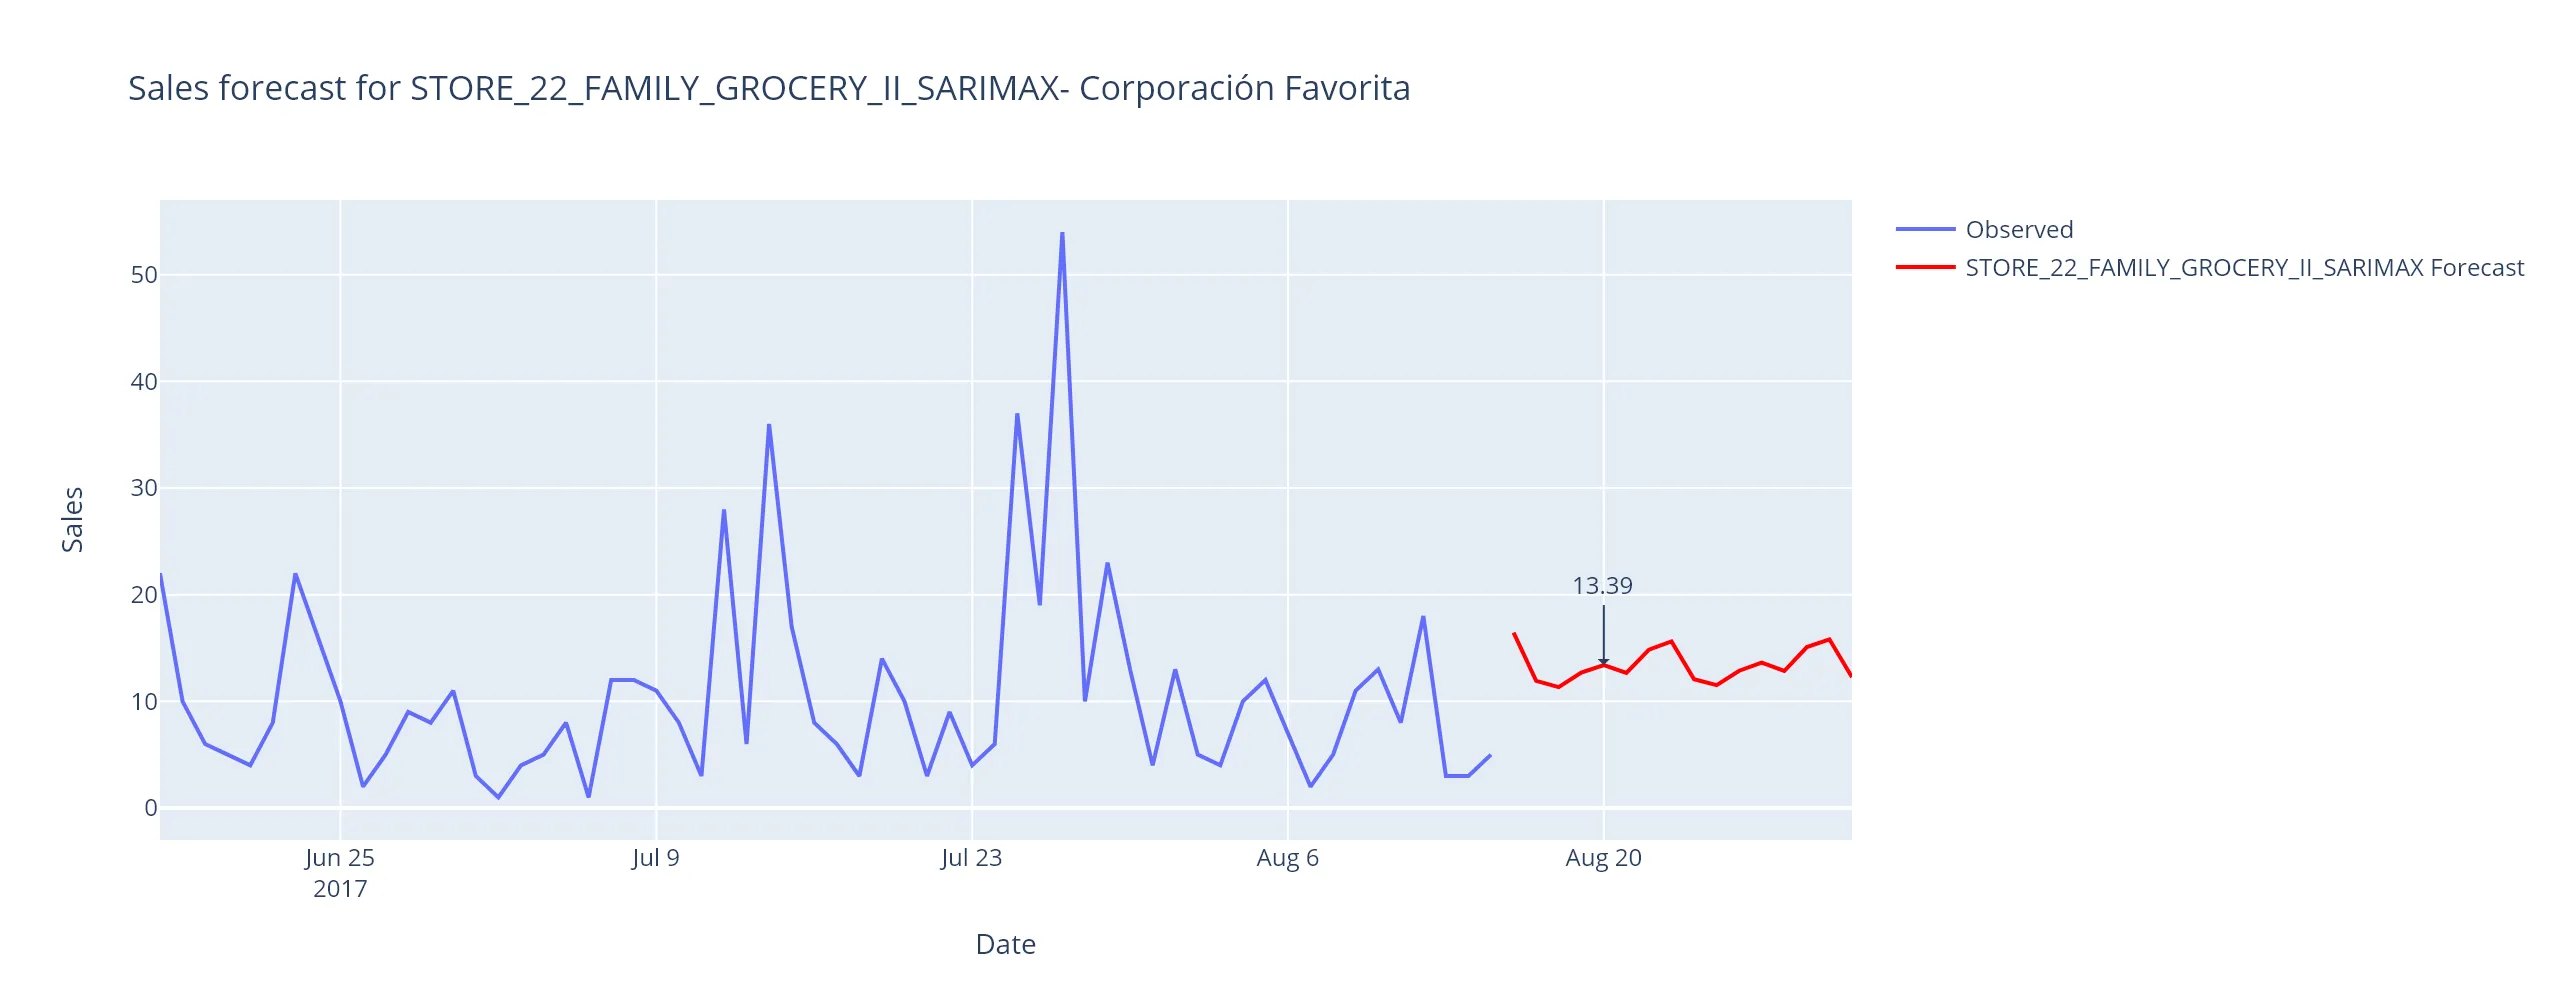 Sales forecast for STORE_22_FAMILY_GROCERY_II_SARIMAX- Corporación Favorita
Observed
STORE_22_FAMILY_GROCERY_II_SARIMAX Forecast
50
40
30
20
10
0
Sales
13.39
Jun 25
2017
Jul 9
Jul 23
Aug 6
Aug 20
Date